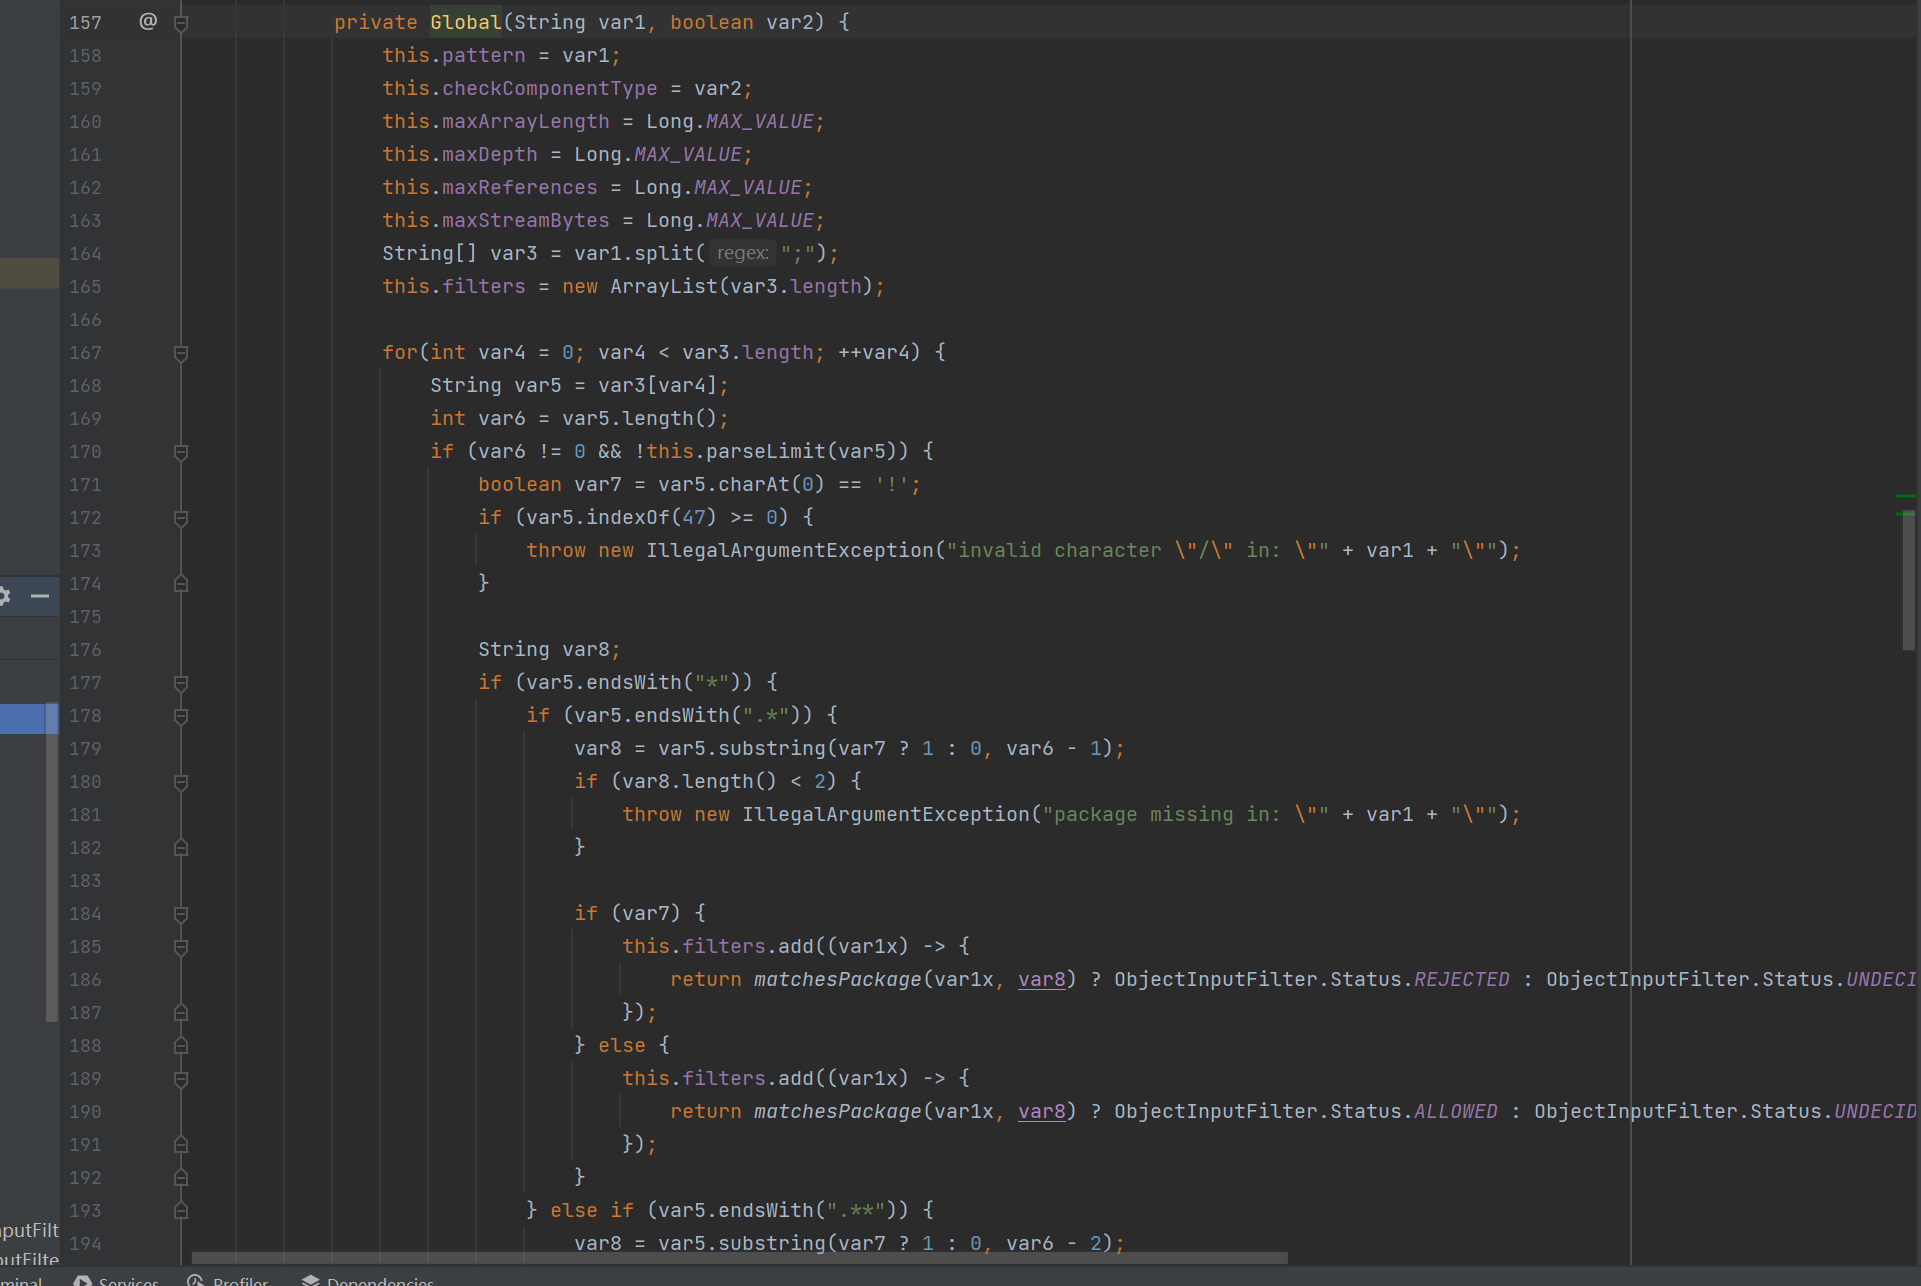 157 @ private Global(String var1, boolean var2) {
158 this.pattern = var1;
159 this.checkComponentType = var2;
160 this.maxArrayLength = Long.MAX_VALUE;
161 this.maxDepth = Long.MAX_VALUE;
162 this.maxReferences = Long.MAX_VALUE;
163 this.maxStreamBytes = Long.MAX_VALUE;
164 String[] var3 = var1.split( regex: ";");
165 this.filters = new ArrayList(var3.length);
166
167 for(int var4 = 0; var4 < var3.length; ++var4) {
168 String var5 = var3[var4];
169 int var6 = var5.length();
170 if (var6 != 0 && !this.parseLimit(var5)) {
171 boolean var7 = var5.charAt(0) == '!';
172 if (var5.indexOf(47) >= 0) {
173 throw new IllegalArgumentException("invalid character \"/\" in: \"" + var1 + "\"");
174 }
175
176 String var8;
177 if (var5.endsWith("*")) {
178 if (var5.endsWith(".*")) {
179 var8 = var5.substring(var7 ? 1 : 0, var6 - 1);
180 if (var8.length() < 2) {
181 throw new IllegalArgumentException("package missing in: \"" + var1 + "\"");
182 }
183
184 if (var7) {
185 this.filters.add((var1x) -> {
186 return matchesPackage(var1x, var8) ? ObjectInputFilter.Status.REJECTED : ObjectInputFilter.Status.UNDECI
187 });
188 } else {
189 this.filters.add((var1x) -> {
190 return matchesPackage(var1x, var8) ? ObjectInputFilter.Status.ALLOWED : ObjectInputFilter.Status.UNDECID
191 });
192 }
193 } else if (var5.endsWith(".**")) {
194 var8 = var5.substring(var7 ? 1 : 0, var6 - 2);
nputFilt
putFilte
minal Services Profiler Dependencies